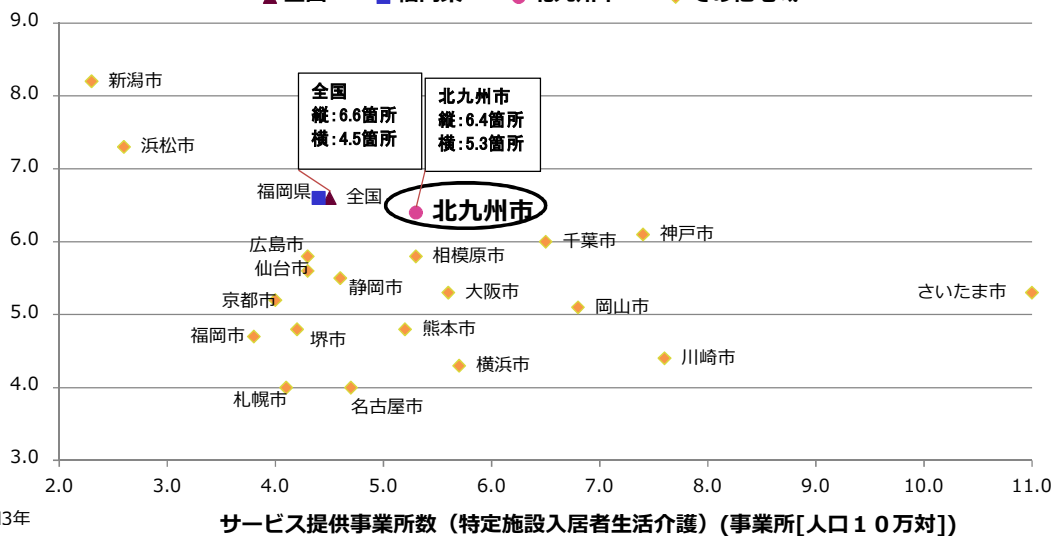 9.0
8.0
7.0
6.0
5.0
4.0
3.0
新潟市
浜松市
全国
縦：6.6箇所
横：4.5箇所
北九州市
縦：6.4箇所
横：5.3箇所
福岡県
全国
北九州市
広島市
仙台市
相模原市
千葉市
神戸市
静岡市
京都市
大阪市
岡山市
さいたま市
福岡市
堺市
熊本市
横浜市
川崎市
札幌市
名古屋市
2.0 3.0 4.0 5.0 6.0 7.0 8.0 9.0 10.0 11.0
3年
サービス提供事業所数（特定施設入居者生活介護）(事業所[人口１０万対])